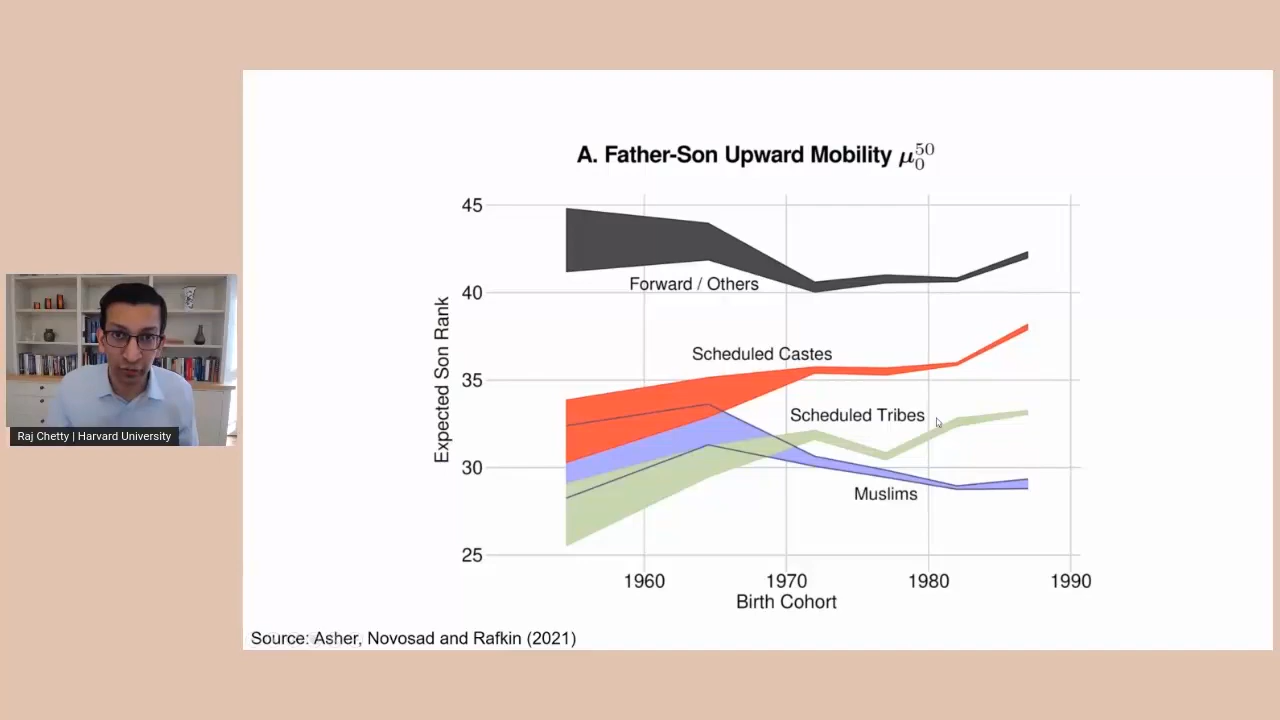 A. Father-Son Upward Mobility μ₀⁵⁰
45
40
35
30
25
Expected Son Rank
Forward / Others
Scheduled Castes
Scheduled Tribes
Muslims
1960 1970 1980 1990
Birth Cohort
Source: Asher, Novosad and Rafkin (2021)
Raj Chetty | Harvard University